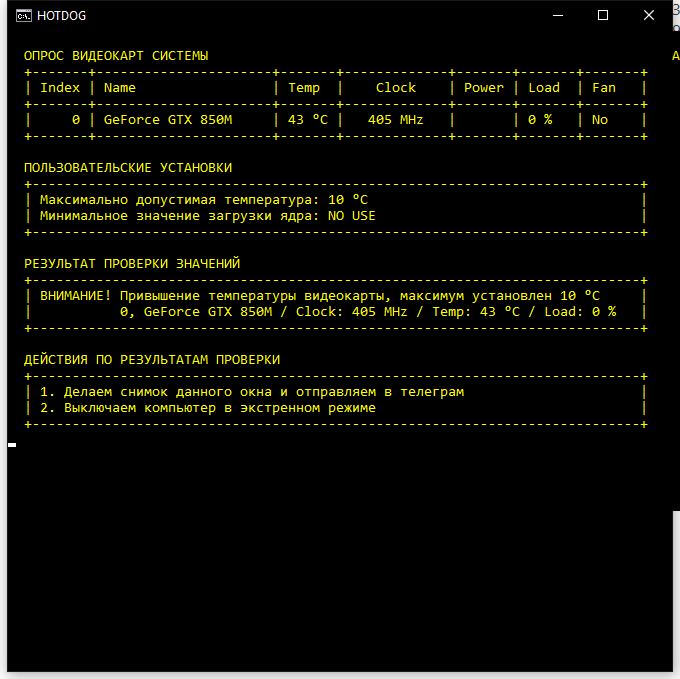 HOTDOG
ОПРОС ВИДЕОКАРТ СИСТЕМЫ
+-------+----------------------+-------+-------------+-------+-------+-------+
| Index | Name | Temp | Clock | Power | Load | Fan |
+-------+----------------------+-------+-------------+-------+-------+-------+
| 0 | GeForce GTX 850M | 43 °C | 405 MHz | | 0 % | No |
+-------+----------------------+-------+-------------+-------+-------+-------+
ПОЛЬЗОВАТЕЛЬСКИЕ УСТАНОВКИ
+----------------------------------------------------------------------------+
| Максимально допустимая температура: 10 °C |
| Минимальное значение загрузки ядра: NO USE |
+----------------------------------------------------------------------------+
РЕЗУЛЬТАТ ПРОВЕРКИ ЗНАЧЕНИЙ
+----------------------------------------------------------------------------+
| ВНИМАНИЕ! Привышение температуры видеокарты, максимум установлен 10 °C |
| 0, GeForce GTX 850M / Clock: 405 MHz / Temp: 43 °C / Load: 0 % |
+----------------------------------------------------------------------------+
ДЕЙСТВИЯ ПО РЕЗУЛЬТАТАМ ПРОВЕРКИ
+----------------------------------------------------------------------------+
| 1. Делаем снимок данного окна и отправляем в телеграм |
| 2. Выключаем компьютер в экстренном режиме |
+----------------------------------------------------------------------------+